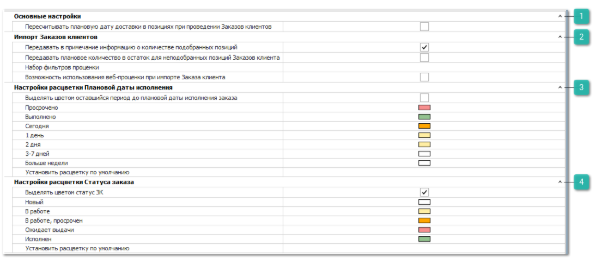 Основные настройки
1
Пересчитывать плановую дату доставки в позициях при проведении Заказов клиентов
Импорт Заказов клиентов
2
Передавать в примечание информацию о количестве подобранных позиций
Передавать плановое количество в остаток для неподобранных позиций Заказов клиента
Набор фильтров проценки
Возможность использования веб-проценки при импорте Заказа клиента
Настройки расцветки Плановой даты исполнения
3
Выделять цветом оставшийся период до плановой даты исполнения заказа
Просрочено
Выполнено
Сегодня
1 день
2 дня
3-7 дней
Больше недели
Установить расцветку по умолчанию
Настройки расцветки Статуса заказа
4
Выделять цветом статус ЗК
Новый
В работе
В работе, просрочен
Ожидает выдачи
Исполнен
Установить расцветку по умолчанию